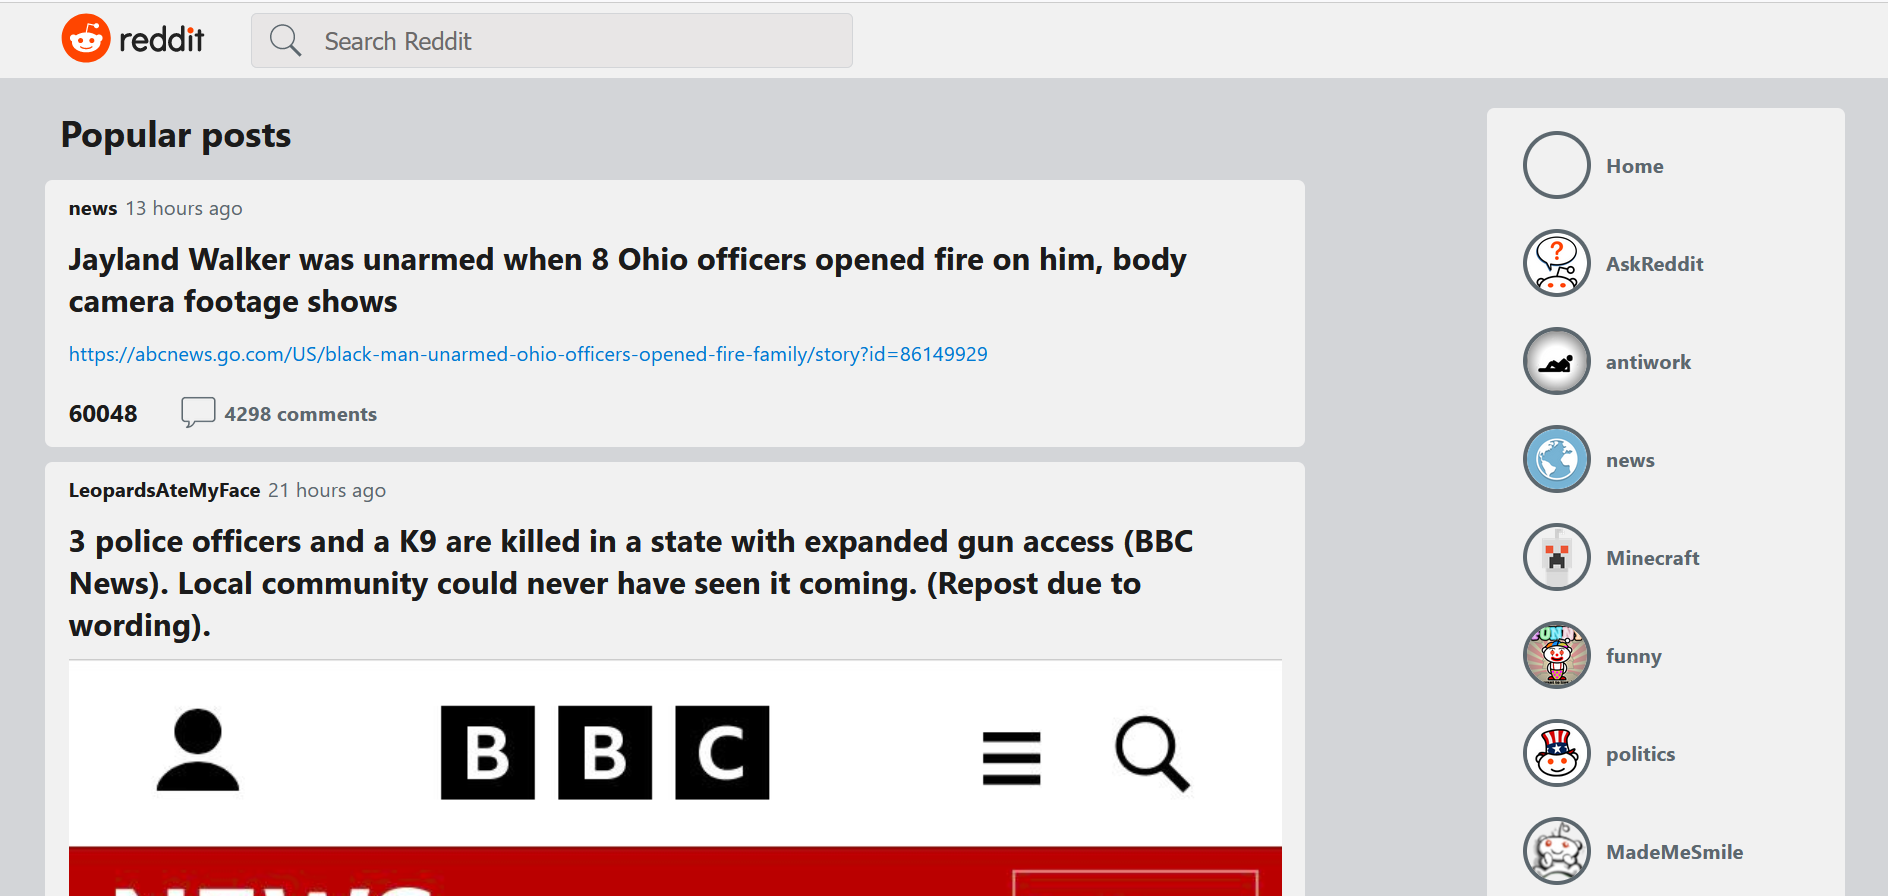 reddit
Search Reddit
Popular posts
news 13 hours ago
Jayland Walker was unarmed when 8 Ohio officers opened fire on him, body
camera footage shows
https://abcnews.go.com/US/black-man-unarmed-ohio-officers-opened-fire-family/story?id=86149929
60048 4298 comments
LeopardsAteMyFace 21 hours ago
3 police officers and a K9 are killed in a state with expanded gun access (BBC
News). Local community could never have seen it coming. (Repost due to
wording).
BBC
NEWS
Home
AskReddit
antiwork
news
Minecraft
FUNNY
funny
politics
MadeMeSmile